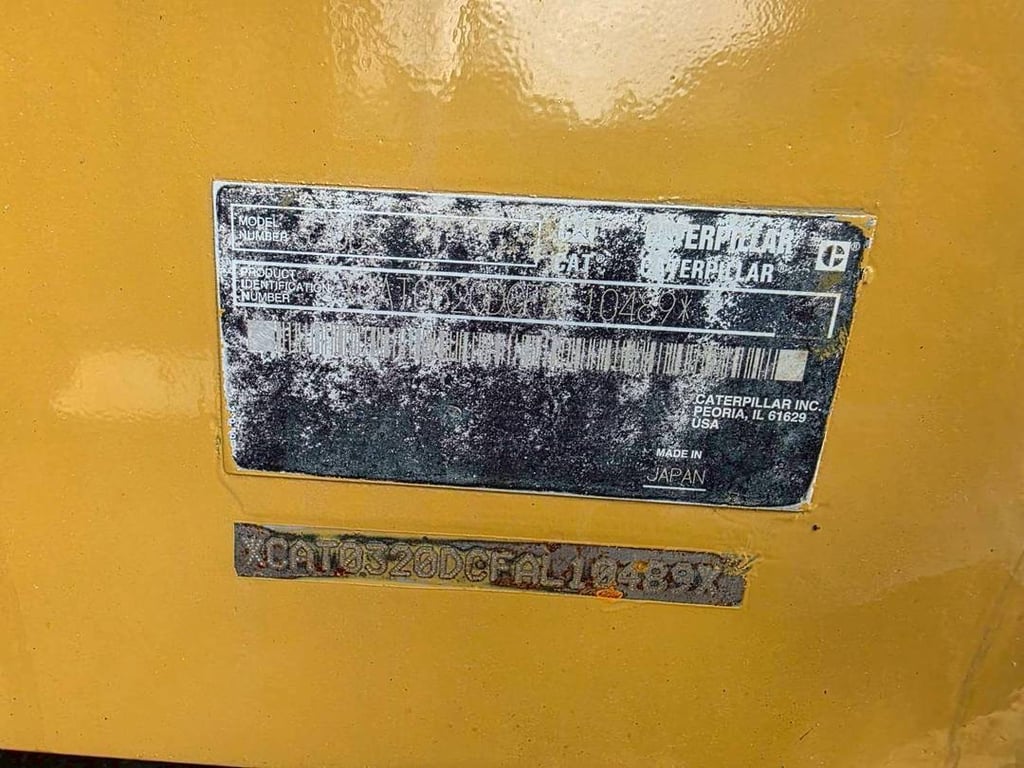 MODEL
NUMBER
CAT CATERPILLAR
CAT CATERPILLAR
PRODUCT
IDENTIFICATION
NUMBER
CAT0320DCFAL10489*
CATERPILLAR INC.
PEORIA, IL 61629
USA
MADE IN
JAPAN
XCAT0320DCFAL10489X